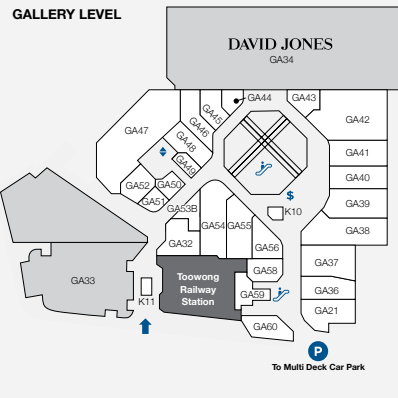 GALLERY LEVEL
DAVID JONES
GA34
GA44
GA43
GA45
GA42
GA46
GA47
GA48
GA41
GA49
GA40
GA52
GA50
$
GA51
GA39
GA53B
K10
GA54
GA55
GA38
GA32
GA56
GA37
GA58
GA33
Toowong
Railway
Station
K11
GA59
GA36
GA21
GA60
P
To Multi Deck Car Park